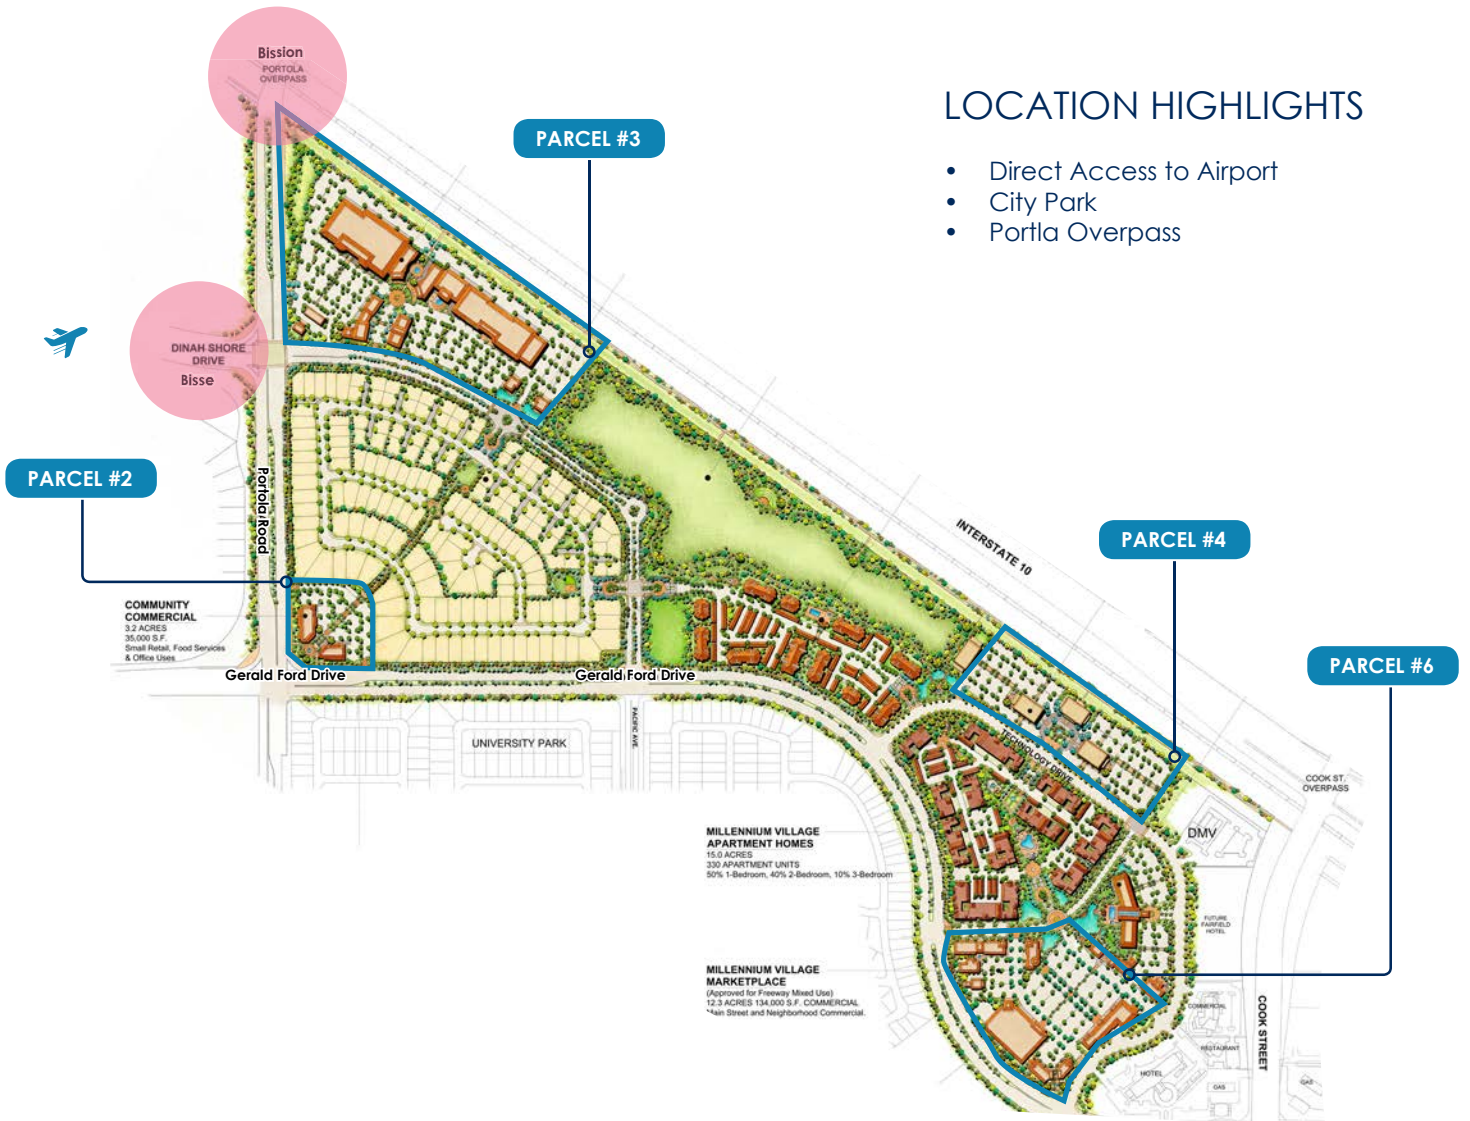 Bission
PORTOLA
OVERPASS
LOCATION HIGHLIGHTS
• Direct Access to Airport
• City Park
• Portla Overpass
PARCEL #3
DINAH SHORE
DRIVE
Bisse
PARCEL #2
Portola Road
INTERSTATE 10
PARCEL #4
COMMUNITY
COMMERCIAL
3.2 ACRES
35,000 S.F.
Small Retail, Food Services
& Office Uses
Gerald Ford Drive
Gerald Ford Drive
PARCEL #6
PACIFIC AVE.
UNIVERSITY PARK
TECHNOLOGY DRIVE
COOK ST.
OVERPASS
DMV
MILLENNIUM VILLAGE
APARTMENT HOMES
15.0 ACRES
330 APARTMENT UNITS
50% 1-Bedroom, 40% 2-Bedroom, 10% 3-Bedroom
FUTURE
FAIRFIELD
HOTEL
MILLENNIUM VILLAGE
MARKETPLACE
(Approved for Freeway Mixed Use)
12.3 ACRES 134,000 S.F. COMMERCIAL
Main Street and Neighborhood Commercial.
COMMERCIAL
COOK STREET
RESTAURANT
HOTEL
GAS
GAS